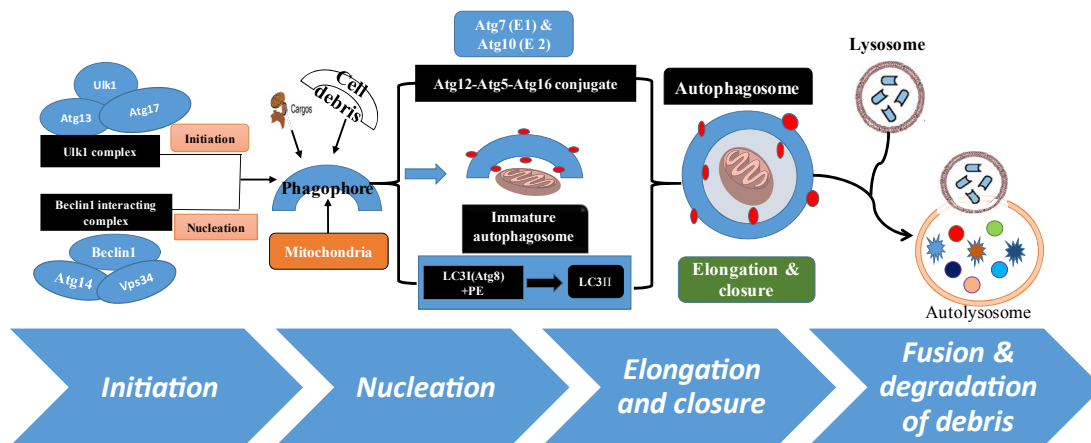 Ulk1
Atg13
Atg17
Ulk1 complex
Initiation
Beclin1 interacting
complex
Nucleation
Beclin1
Atg14
Vps34
Cargos
Cell
debris
Phagophore
Mitochondria
Atg7 (E1) &
Atg10 (E 2)
Atg12-Atg5-Atg16 conjugate
Immature
autophagosome
LC3I(Atg8)
+PE
LC3II
Autophagosome
Elongation &
closure
Lysosome
Autolysosome
Initiation
Nucleation
Elongation
and closure
Fusion &
degradation
of debris